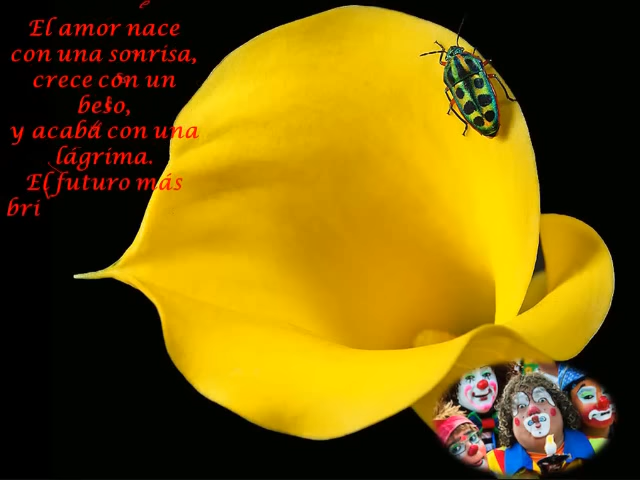 El amor nace
con una sonrisa,
crece con un
beso,
y acaba con una
lágrima.
El futuro más
bri